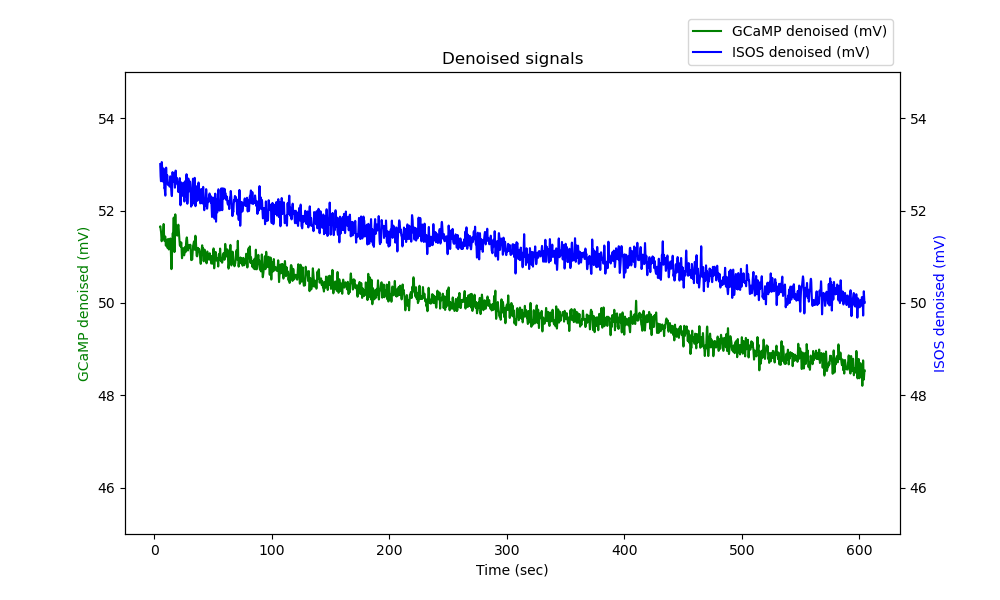 GCaMP denoised (mV)
ISOS denoised (mV)
Denoised signals
54
52
50
48
46
GCaMP denoised (mV)
54
52
50
48
46
ISOS denoised (mV)
0
100
200
300
400
500
600
Time (sec)